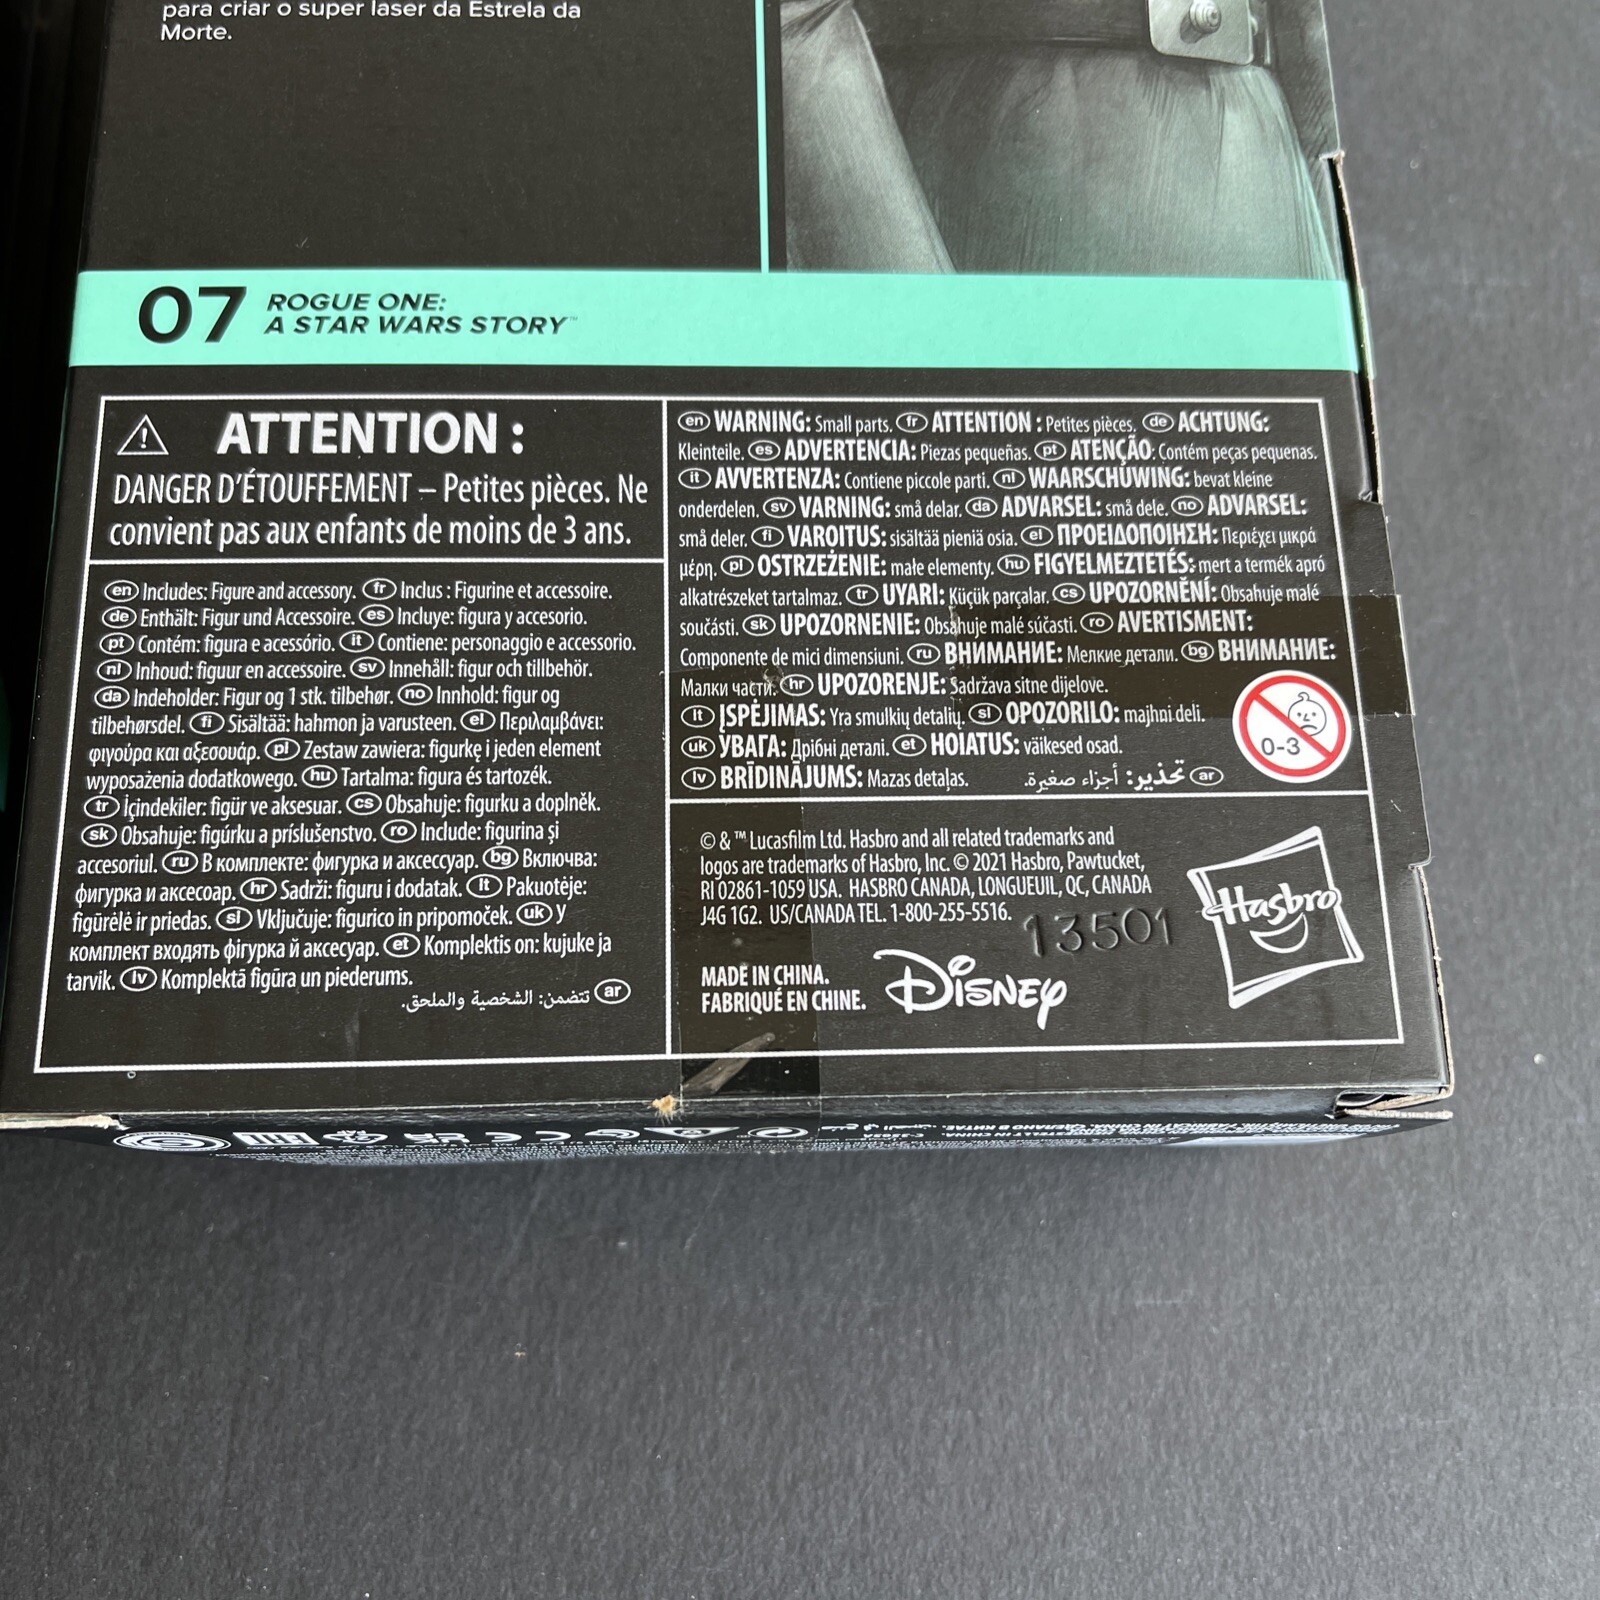 para criar o super laser da Estrela da
Morte.
07 ROGUE ONE:
A STAR WARS STORY™
ATTENTION :
DANGER D'ÉTOUFFEMENT – Petites pièces. Ne
convient pas aux enfants de moins de 3 ans.
en Includes: Figure and accessory. fr Inclus : Figurine et accessoire.
de Enthält: Figur und Accessoire. es Incluye: figura y accesorio.
pt Contém: figura e acessório. it Contiene: personaggio e accessorio.
nl Inhoud: figuur en accessoire. sv Innehåll: figur och tillbehör.
da Indeholder: Figur og 1 stk. tilbehør. no Innhold: figur og
tilbehørsdel. fi Sisältää: hahmon ja varusteen. el Περιλαμβάνει:
φιγούρα και αξεσουάρ. pl Zestaw zawiera: figurkę i jeden element
wyposażenia dodatkowego. hu Tartalma: figura és tartozék.
tr İçindekiler: figür ve aksesuar. cs Obsahuje: figurku a doplněk.
sk Obsahuje: figúrku a príslušenstvo. ro Include: figurina și
accesoriul. ru В комплекте: фигурка и аксессуар. bg Включва:
фигурка и аксесоар. hr Sadrži: figuru i dodatak. lt Pakuotėje:
figūrėlė ir priedas. sl Vključuje: figurico in pripomoček. uk У
комплект входять фігурка й аксесуар. et Komplektis on: kujuke ja
tarvik. lv Komplektā figūra un piederums.
ar تتضمن: الشخصية والملحق.
en WARNING: Small parts. fr ATTENTION : Petites pièces. de ACHTUNG:
Kleinteile. es ADVERTENCIA: Piezas pequeñas. pt ATENÇÃO: Contém peças pequenas.
it AVVERTENZA: Contiene piccole parti. nl WAARSCHUWING: bevat kleine
onderdelen. sv VARNING: små delar. da ADVARSEL: små dele. no ADVARSEL:
små deler. fi VAROITUS: sisältää pieniä osia. el ΠΡΟΕΙΔΟΠΟΙΗΣΗ: Περιέχει μικρά
μέρη. pl OSTRZEŻENIE: małe elementy. hu FIGYELMEZTETÉS: mert a termék apró
alkatrészeket tartalmaz. tr UYARI: Küçük parçalar. cs UPOZORNĚNÍ: Obsahuje malé
součásti. sk UPOZORNENIE: Obsahuje malé súčasti. ro AVERTISMENT:
Componente de mici dimensiuni. ru ВНИМАНИЕ: Мелкие детали. bg ВНИМАНИЕ:
Малки части. hr UPOZORENJE: Sadržava sitne dijelove.
lt ĮSPĖJIMAS: Yra smulkių detalių. sl OPOZORILO: majhni deli.
uk УВАГА: Дрібні деталі. et HOIATUS: väikesed osad.
lv BRĪDINĀJUMS: Mazas detaļas. ar تحذير: أجزاء صغيرة.
0-3
© & ™ Lucasfilm Ltd. Hasbro and all related trademarks and
logos are trademarks of Hasbro, Inc. © 2021 Hasbro, Pawtucket,
RI 02861-1059 USA. HASBRO CANADA, LONGUEUIL, QC, CANADA
J4G 1G2. US/CANADA TEL. 1-800-255-5516.
13501
Hasbro
MADE IN CHINA.
FABRIQUÉ EN CHINE.
Disney